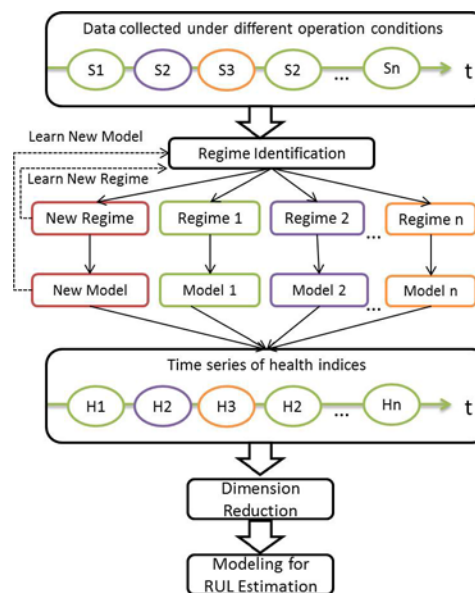 Data collected under different operation conditions
S1 S2 S3 S2 ... Sn t
Learn New Model
Regime Identification
Learn New Regime
New Regime Regime 1 Regime 2 ... Regime n
New Model Model 1 Model 2 ... Model n
Time series of health indices
H1 H2 H3 H2 ... Hn t
Dimension
Reduction
Modeling for
RUL Estimation